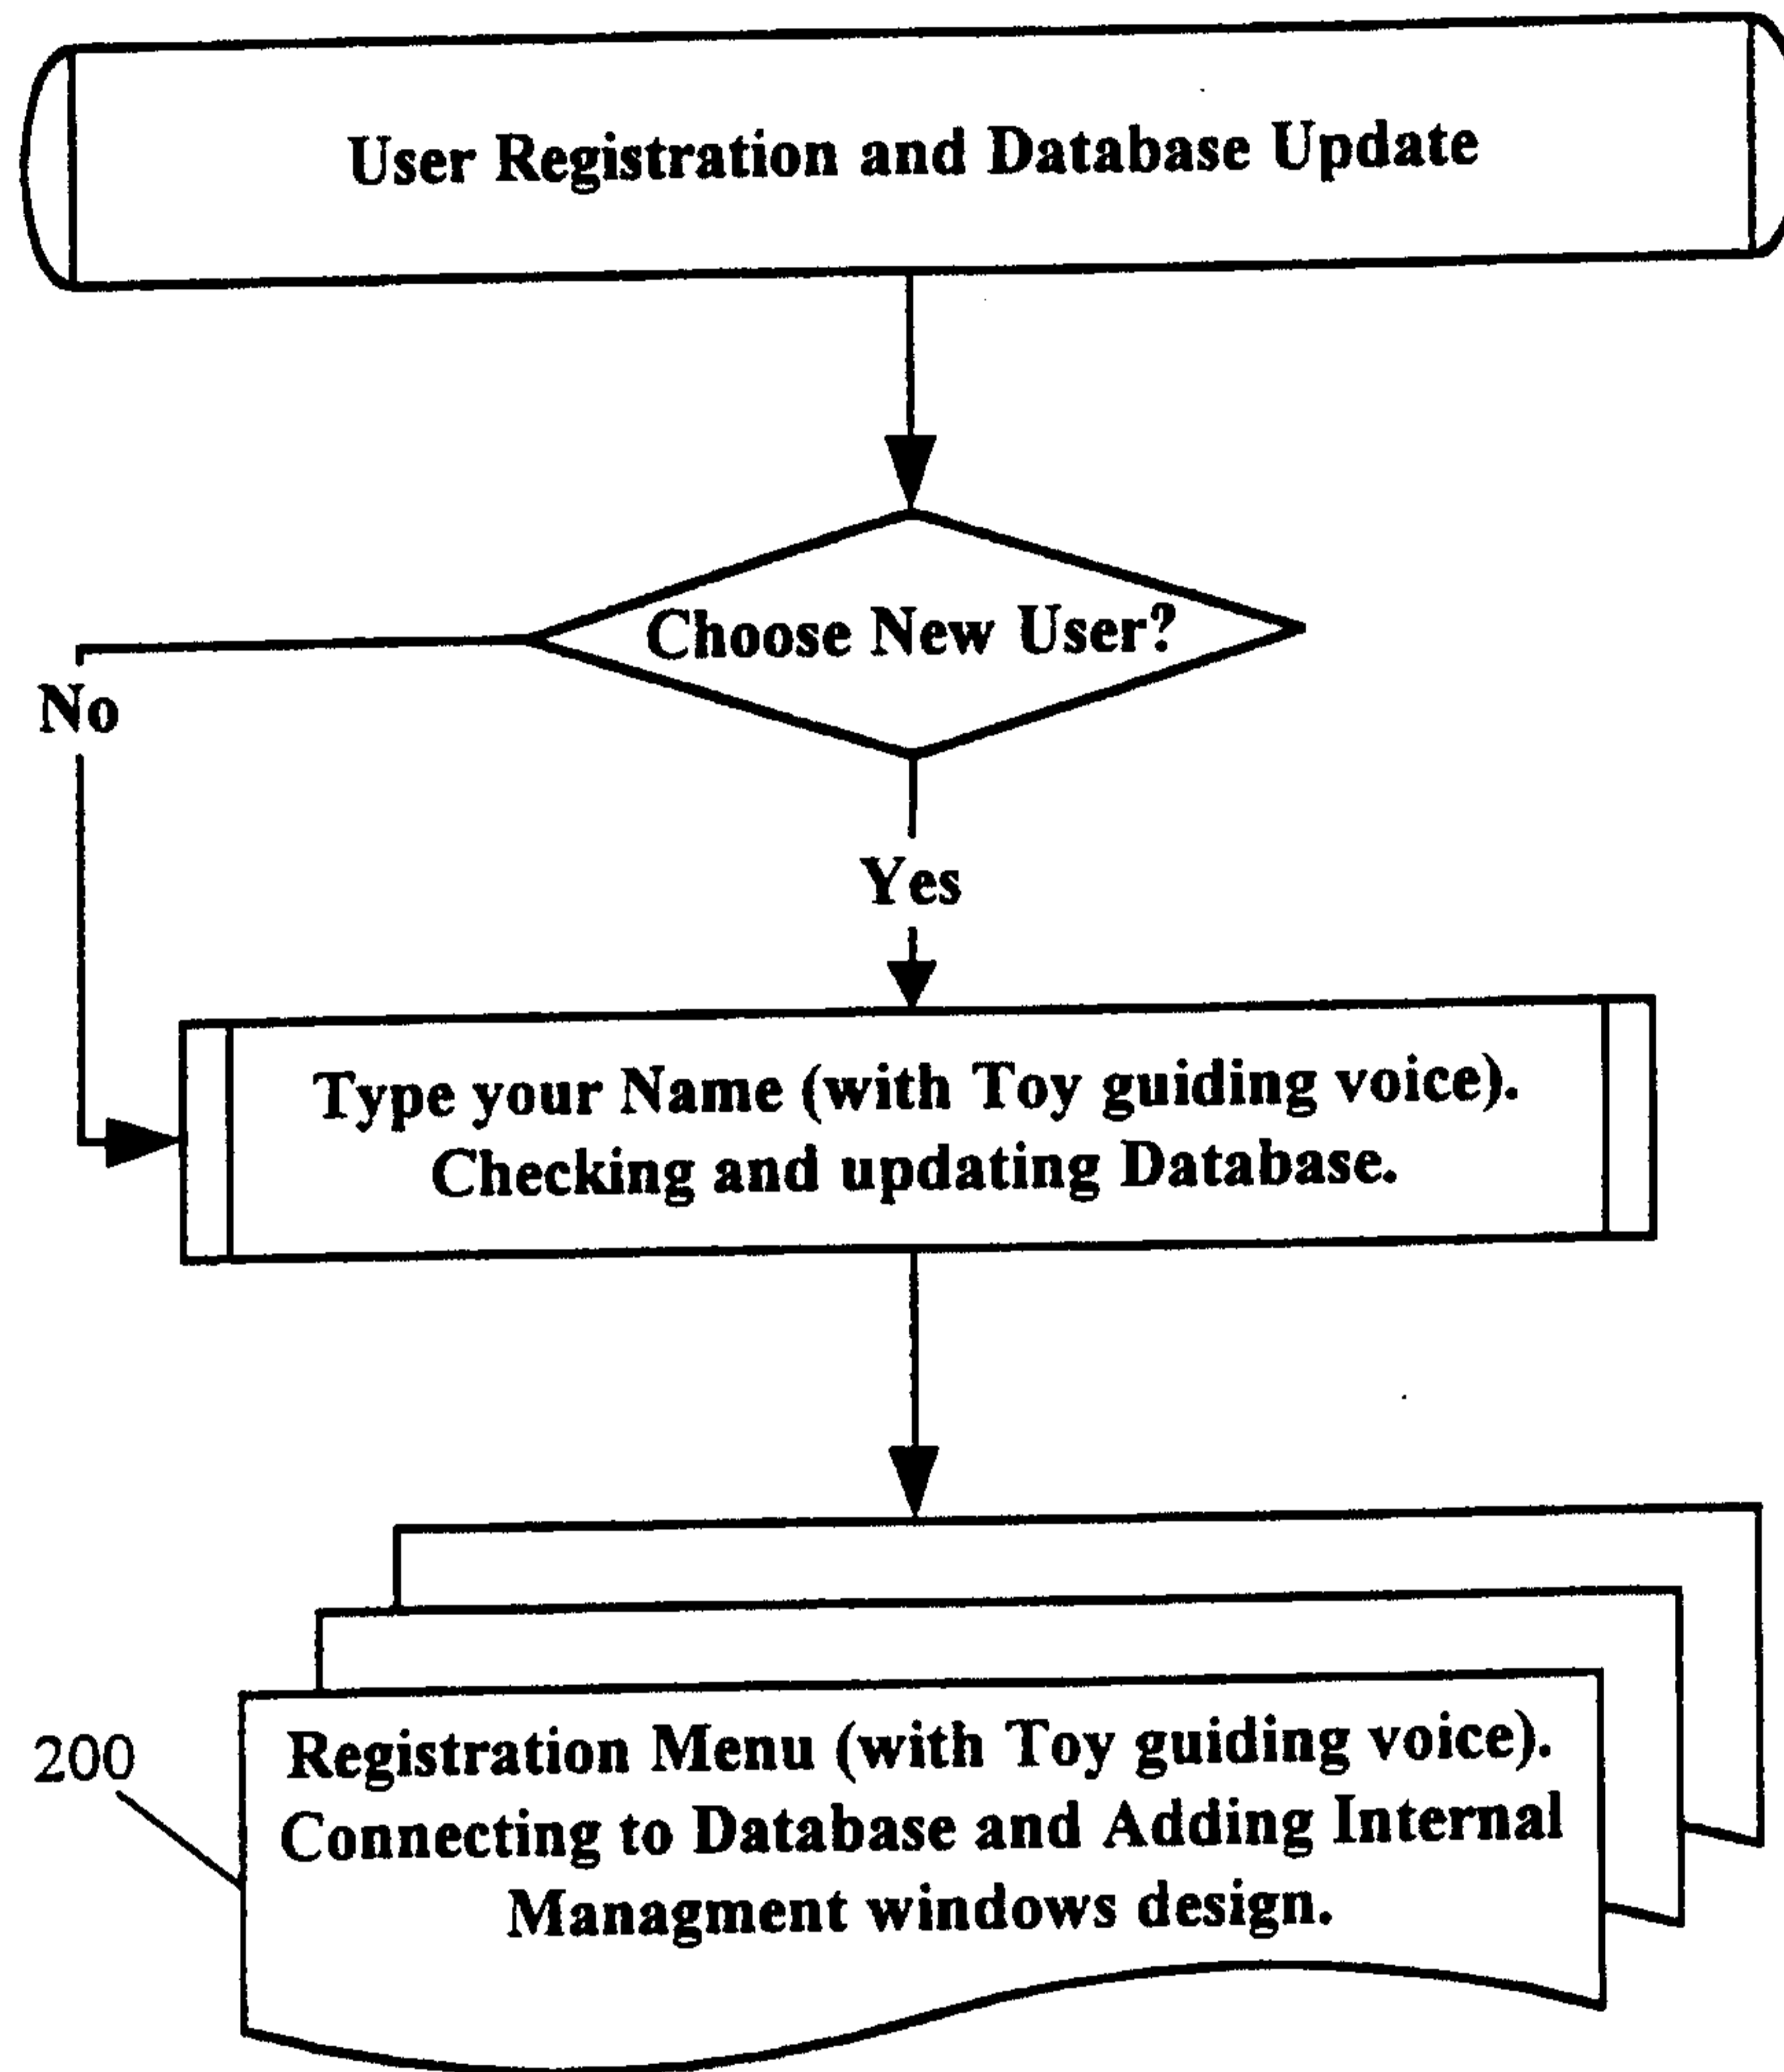 User Registration and Database Update
Choose New User?
No
Yes
Type your Name (with Toy guiding voice).
Checking and updating Database.
200
Registration Menu (with Toy guiding voice).
Connecting to Database and Adding Internal
Managment windows design.